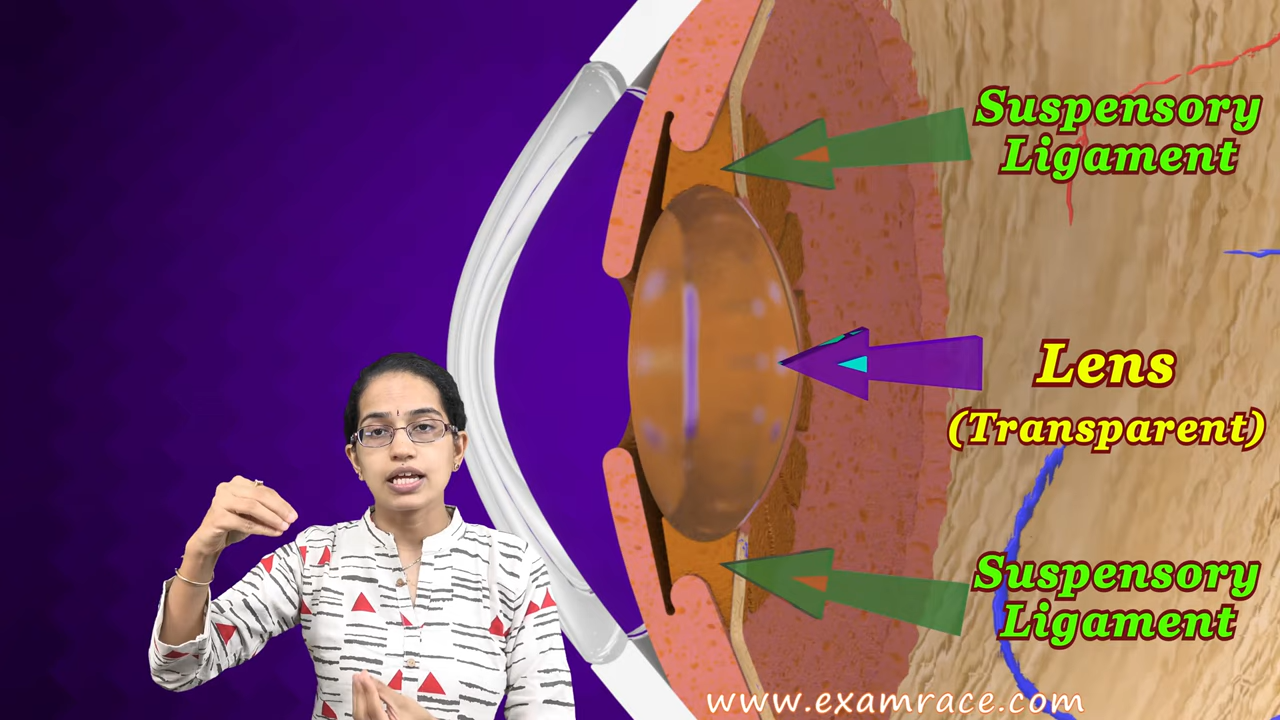 Suspensory
Ligament
Lens
(Transparent)
Suspensory
Ligament
www.examrace.com